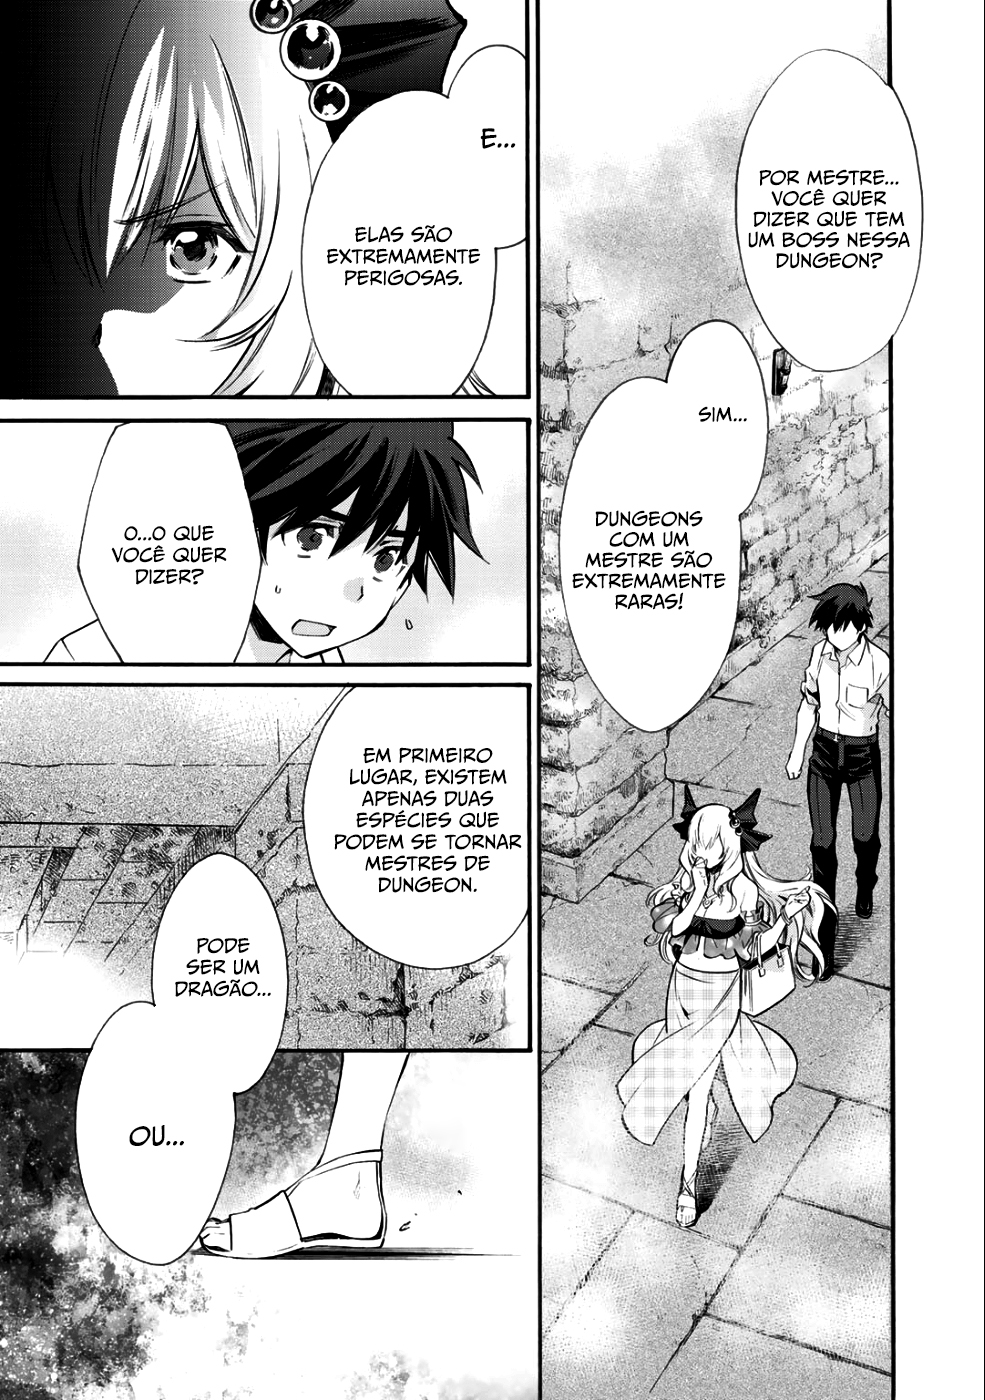 POR MESTRE...
VOCÊ QUER
DIZER QUE TEM
UM BOSS NESSA
DUNGEON?
SIM...
DUNGEONS
COM UM
MESTRE SÃO
EXTREMAMENTE
RARAS!
E...
ELAS SÃO
EXTREMAMENTE
PERIGOSAS.
O...O QUE
VOCÊ QUER
DIZER?
EM PRIMEIRO
LUGAR, EXISTEM
APENAS DUAS
ESPÉCIES QUE
PODEM SE TORNAR
MESTRES DE
DUNGEON.
PODE
SER UM
DRAGÃO...
OU...